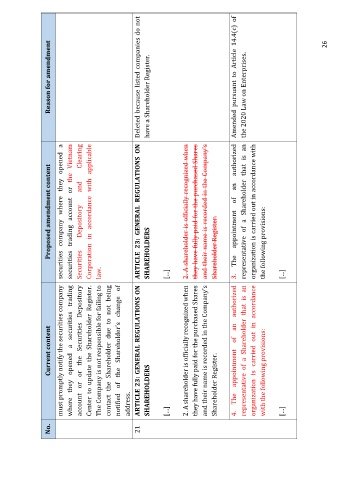 No.
Current content
Proposed amendment content
Reason for amendment
must promptly notify the securities company
where they opened a securities trading
account or or the Securities Depository
Center to update the Shareholder Register.
The Company is not responsible for failing to
contact the Shareholder due to not being
notified of the Shareholder's change of
address.
securities company where they opened a
securities trading account or the Vietnam
Securities Depository and Clearing
Corporation in accordance with applicable
law.
21
ARTICLE 23: GENERAL REGULATIONS ON
SHAREHOLDERS
[...]
2. A shareholder is officially recognized when
they have fully paid for the purchased Shares
and their name is recorded in the Company's
Shareholder Register.
ARTICLE 23: GENERAL REGULATIONS ON
SHAREHOLDERS
[...]
2. A shareholder is officially recognized when
they have fully paid for the purchased Shares
and their name is recorded in the Company's
Shareholder Register.
Deleted because listed companies do not
have a Shareholder Register.
4. The appointment of an authorized
representative of a Shareholder that is an
organization is carried out in accordance
with the following provisions:
[...]
3. The appointment of an authorized
representative of a Shareholder that is an
organization is carried out in accordance with
the following provisions:
[...]
Amended pursuant to Article 14.4(c) of
the 2020 Law on Enterprises.
26